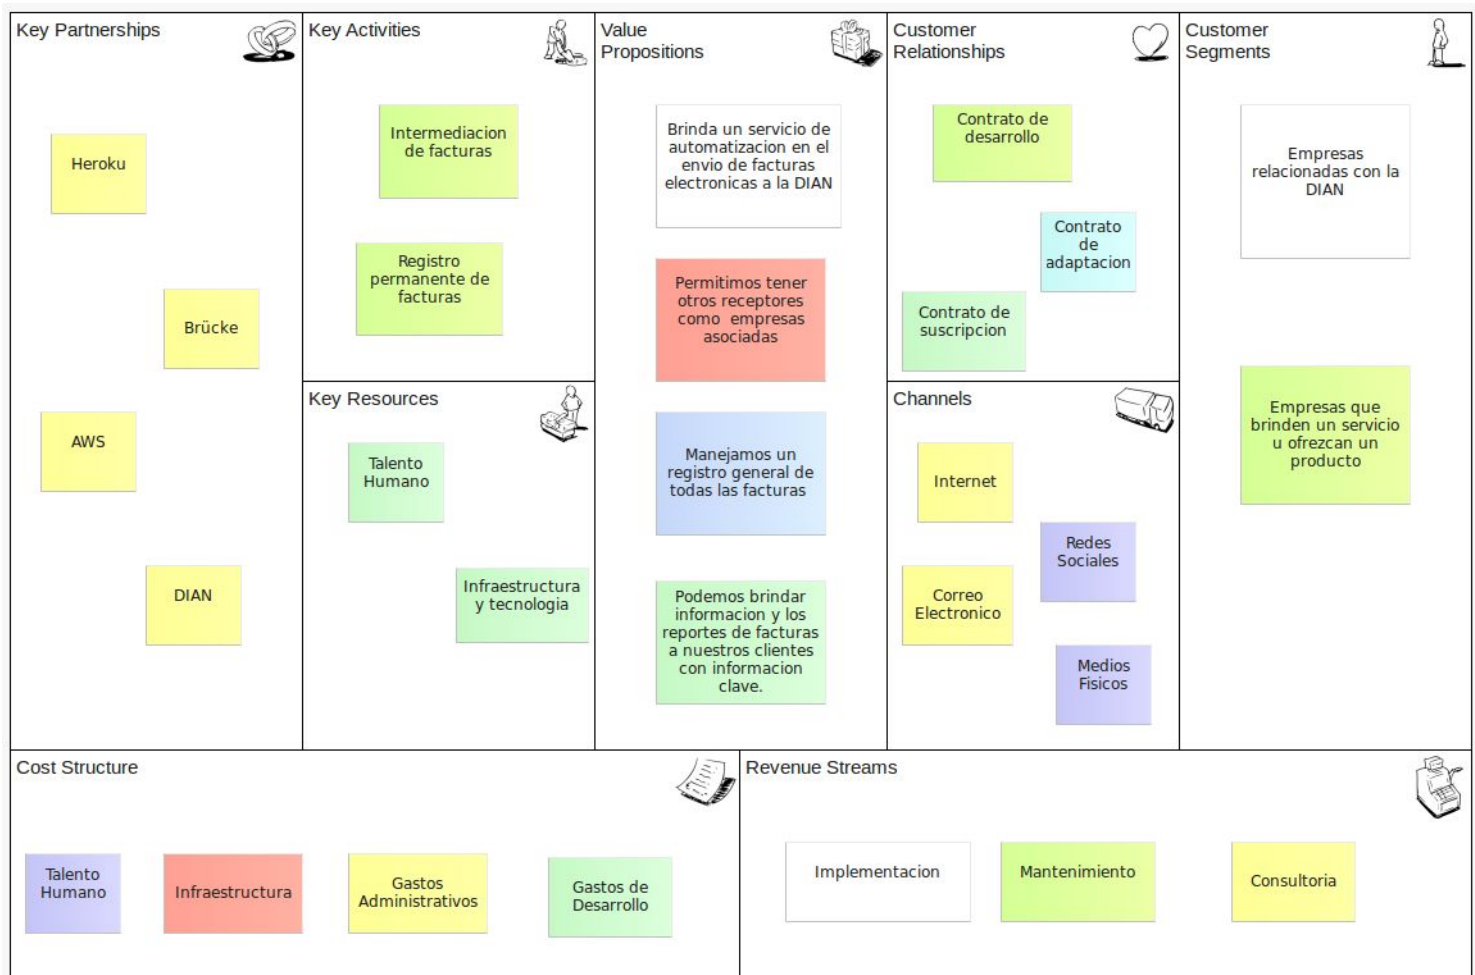 Key Partnerships
Heroku
Brücke
AWS
DIAN
Key Activities
Intermediacion
de facturas
Registro
permanente de
facturas
Key Resources
Talento
Humano
Infraestructura
y tecnologia
Value
Propositions
Brinda un servicio de
automatizacion en el
envio de facturas
electronicas a la DIAN
Permitimos tener
otros receptores
como empresas
asociadas
Manejamos un
registro general de
todas las facturas
Podemos brindar
informacion y los
reportes de facturas
a nuestros clientes
con informacion
clave.
Customer
Relationships
Contrato de
desarrollo
Contrato
de
adaptacion
Contrato de
suscripcion
Channels
Internet
Redes
Sociales
Correo
Electronico
Medios
Fisicos
Customer
Segments
Empresas
relacionadas con la
DIAN
Empresas que
brinden un servicio
u ofrezcan un
producto
Cost Structure
Talento
Humano
Infraestructura
Gastos
Administrativos
Gastos de
Desarrollo
Revenue Streams
Implementacion
Mantenimiento
Consultoria